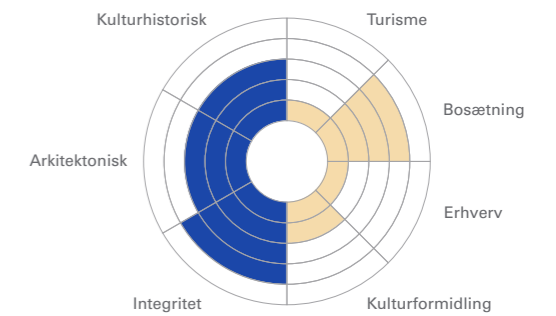 Kulturhistorisk
Turisme
Bosætning
Arkitektonisk
Erhverv
Integritet
Kulturformidling